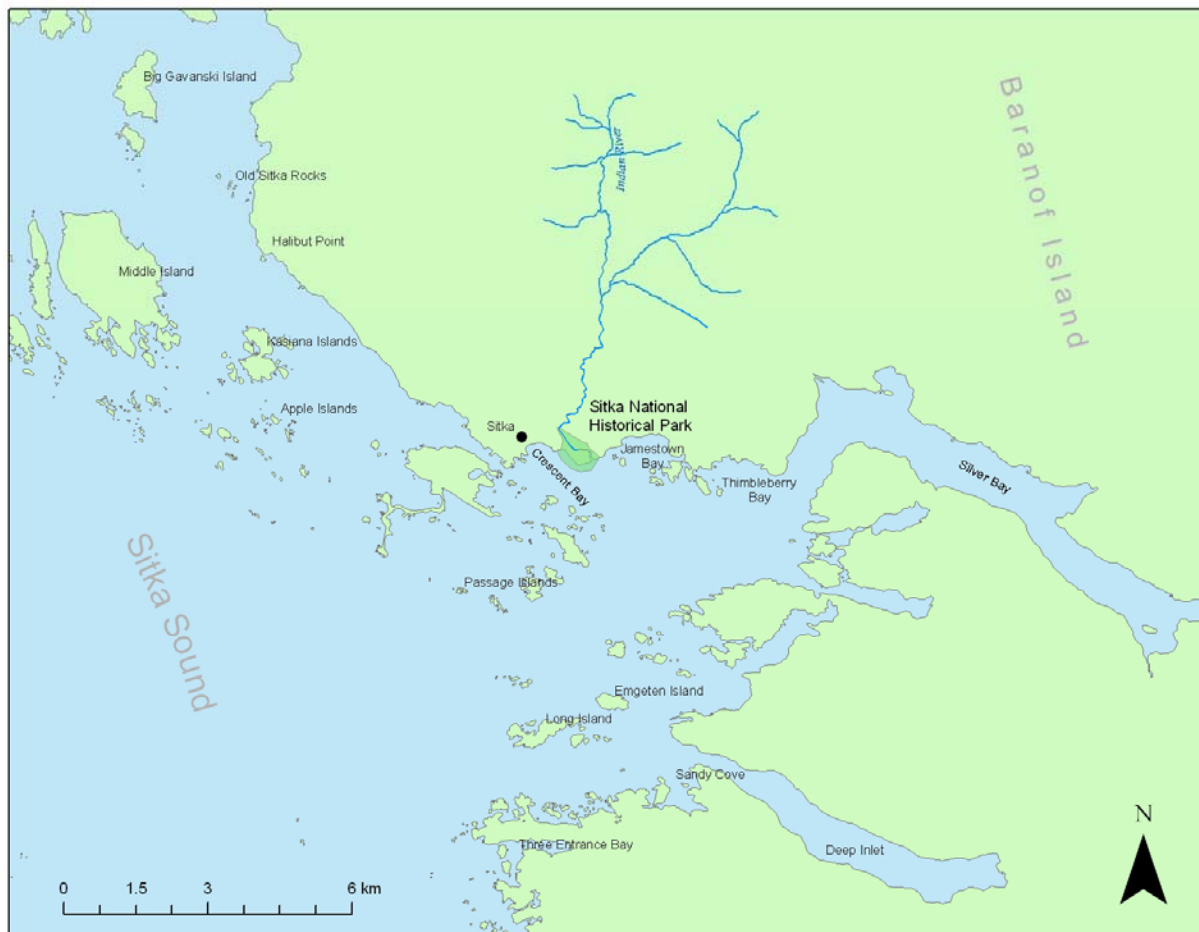 Big Gavanski Island
Baranof Island
Indian River
Old Sitka Rocks
Halibut Point
Middle Island
Kasiana Islands
Apple Islands
Sitka
Sitka National
Historical Park
Jamestown
Bay
Crescent Bay
Thimbleberry
Bay
Silver Bay
Sitka Sound
Passage Islands
Emgeten Island
Long Island
Sandy Cove
Three Entrance Bay
Deep Inlet
N
0 1.5 3 6 km